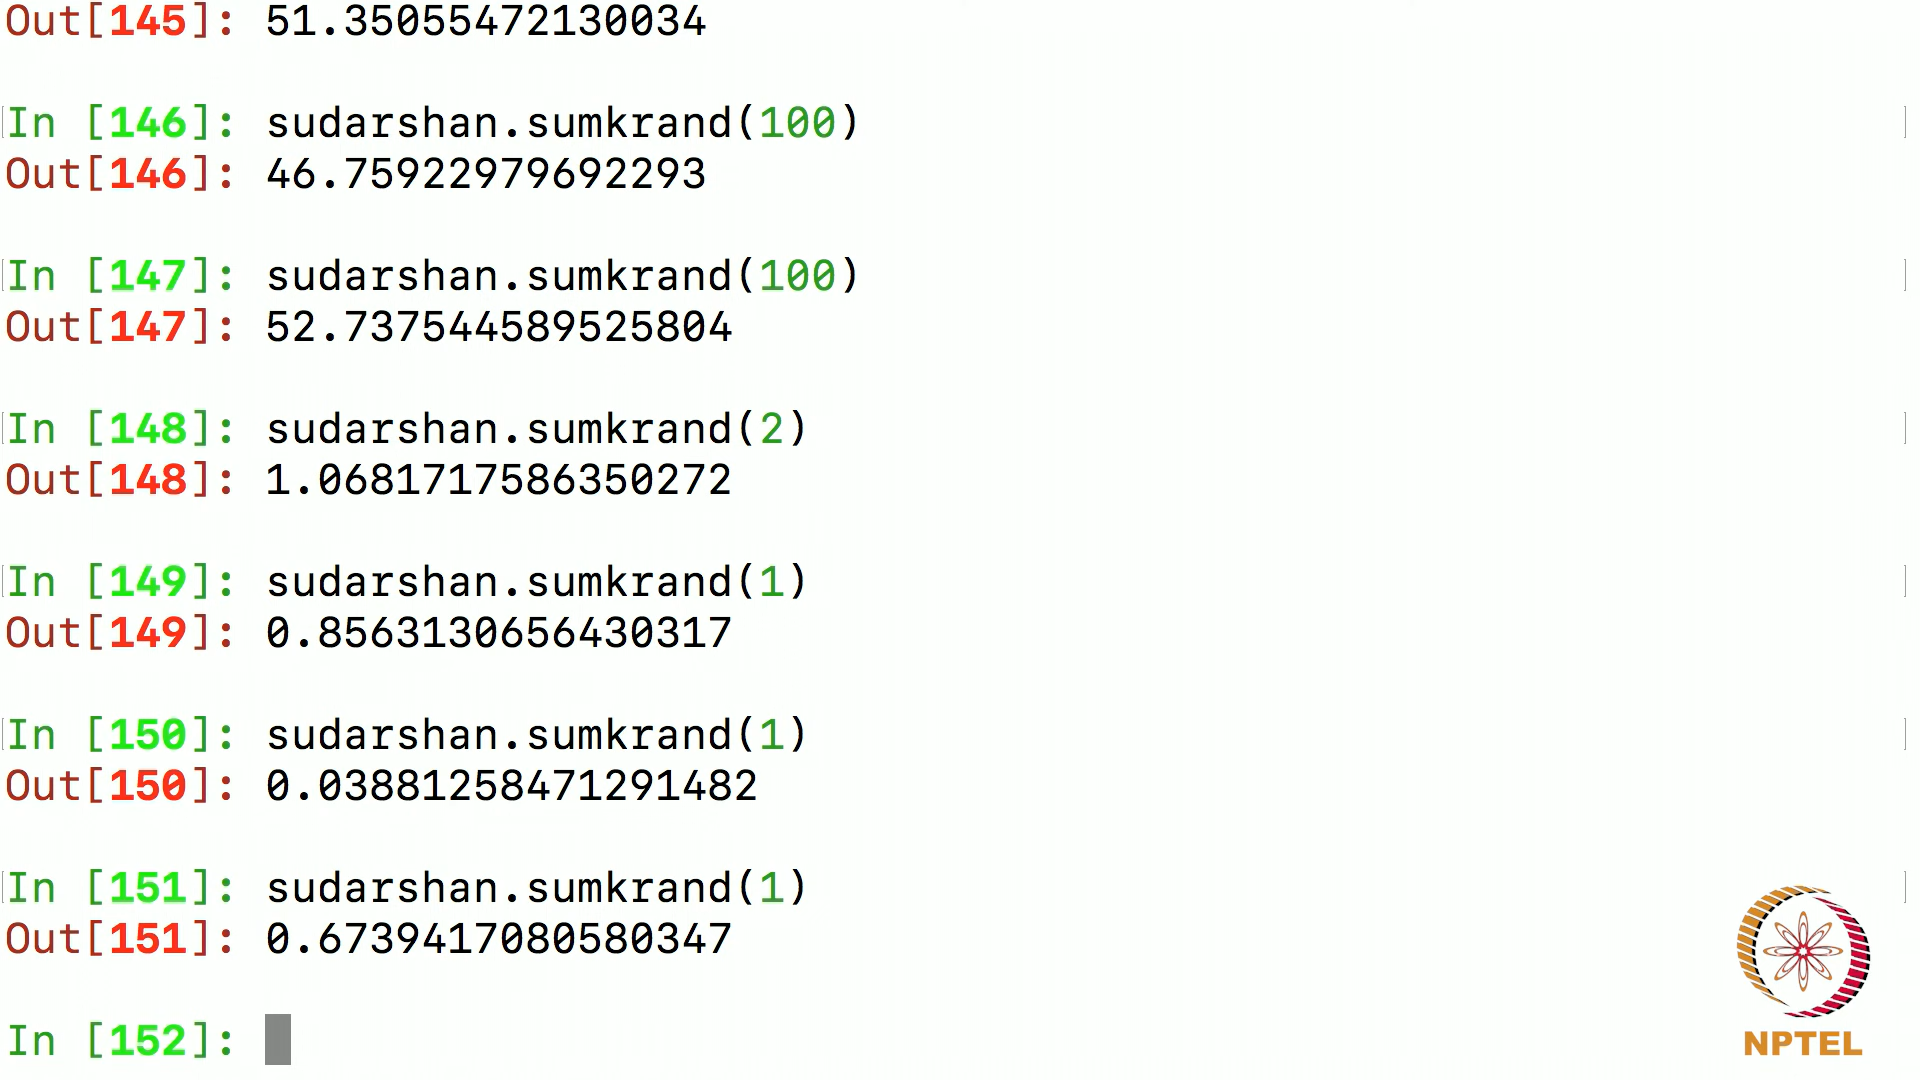 Out[145]: 51.35055472130034
In [146]: sudarshan.sumkrand(100)
Out[146]: 46.75922979692293
In [147]: sudarshan.sumkrand(100)
Out[147]: 52.737544589525804
In [148]: sudarshan.sumkrand(2)
Out[148]: 1.0681717586350272
In [149]: sudarshan.sumkrand(1)
Out[149]: 0.8563130656430317
In [150]: sudarshan.sumkrand(1)
Out[150]: 0.03881258471291482
In [151]: sudarshan.sumkrand(1)
Out[151]: 0.6739417080580347
In [152]:
NPTEL